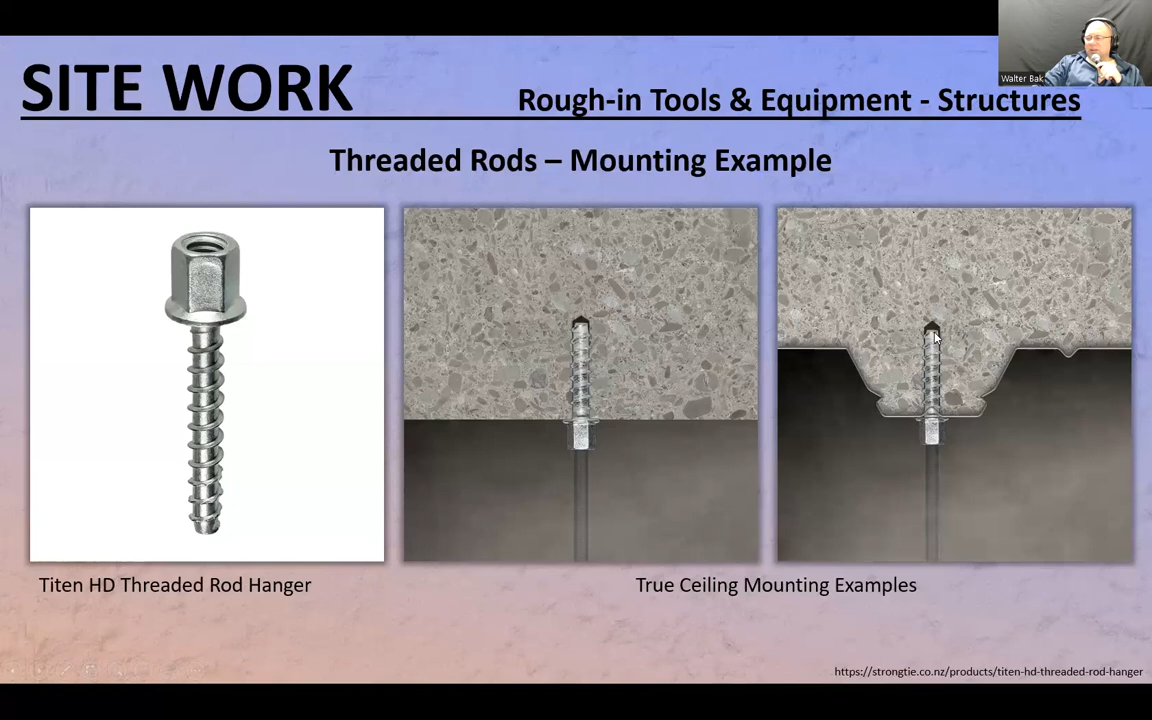 Walter Bak
SITE WORK
Rough-in Tools & Equipment - Structures
Threaded Rods – Mounting Example
Titen HD Threaded Rod Hanger
True Ceiling Mounting Examples
https://strongtie.co.nz/products/titen-hd-threaded-rod-hanger